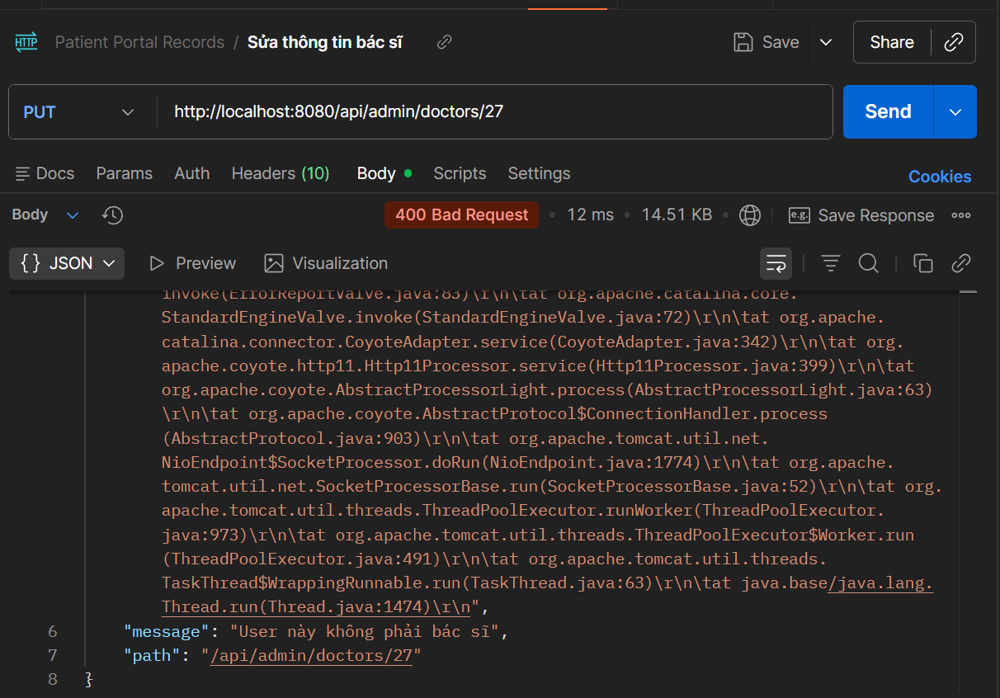 HTTP Patient Portal Records / Sửa thông tin bác sĩ Save Share
PUT http://localhost:8080/api/admin/doctors/27 Send
Docs Params Auth Headers (10) Body Scripts Settings Cookies
Body 400 Bad Request 12 ms 14.51 KB e.g. Save Response
{} JSON Preview Visualization
invoke(ErrorReportValve.java:83)\r\n\tat org.apache.catalina.core.
StandardEngineValve.invoke(StandardEngineValve.java:72)\r\n\tat org.apache.
catalina.connector.CoyoteAdapter.service(CoyoteAdapter.java:342)\r\n\tat org.
apache.coyote.http11.Http11Processor.service(Http11Processor.java:399)\r\n\tat
org.apache.coyote.AbstractProcessorLight.process(AbstractProcessorLight.java:63)
\r\n\tat org.apache.coyote.AbstractProtocol$ConnectionHandler.process
(AbstractProtocol.java:903)\r\n\tat org.apache.tomcat.util.net.
NioEndpoint$SocketProcessor.doRun(NioEndpoint.java:1774)\r\n\tat org.apache.
tomcat.util.net.SocketProcessorBase.run(SocketProcessorBase.java:52)\r\n\tat org.
apache.tomcat.util.threads.ThreadPoolExecutor.runWorker(ThreadPoolExecutor.
java:973)\r\n\tat org.apache.tomcat.util.threads.ThreadPoolExecutor$Worker.run
(ThreadPoolExecutor.java:491)\r\n\tat org.apache.tomcat.util.threads.
TaskThread$WrappingRunnable.run(TaskThread.java:63)\r\n\tat java.base/java.lang.
Thread.run(Thread.java:1474)\r\n",
6 "message": "User này không phải bác sĩ",
7 "path": "/api/admin/doctors/27"
8 }